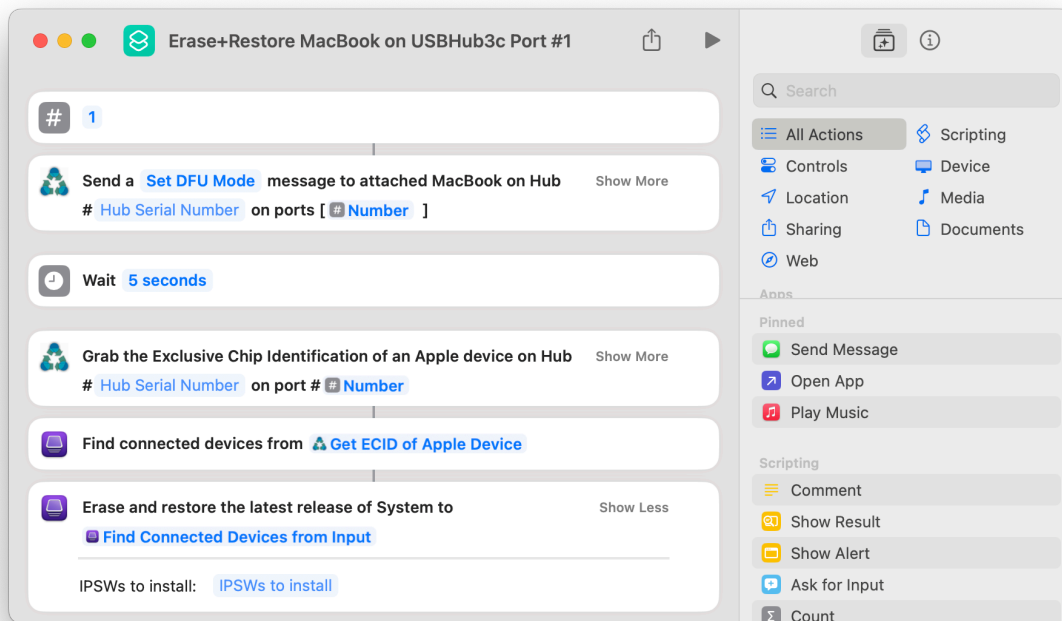 Erase+Restore MacBook on USBHub3c Port #1
# 1
Send a Set DFU Mode message to attached MacBook on Hub Show More
# Hub Serial Number on ports [ # Number ]
Wait 5 seconds
Grab the Exclusive Chip Identification of an Apple device on Hub Show More
# Hub Serial Number on port # # Number
Find connected devices from Get ECID of Apple Device
Erase and restore the latest release of System to Show Less
Find Connected Devices from Input
IPSWs to install: IPSWs to install
Search
All Actions Scripting
Controls Device
Location Media
Sharing Documents
Web
Apps
Pinned
Send Message
Open App
Play Music
Scripting
Comment
Show Result
Show Alert
Ask for Input
Count